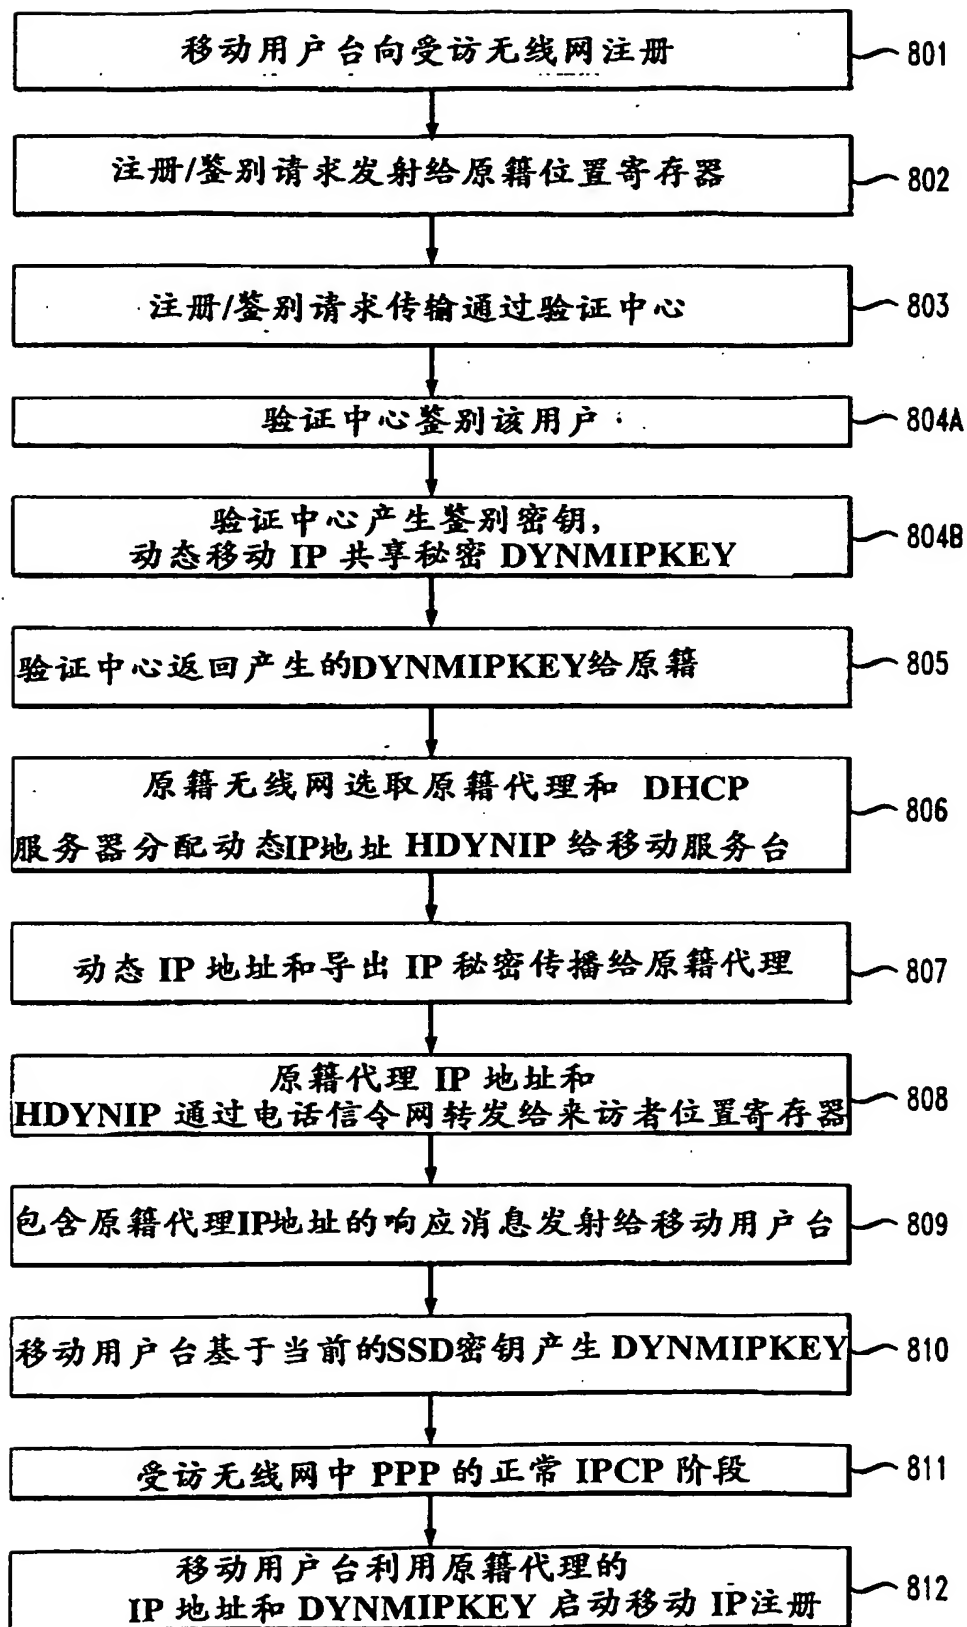 移动用户台向受访无线网注册
801
注册/鉴别请求发射给原籍位置寄存器
802
注册/鉴别请求传输通过验证中心
803
验证中心鉴别该用户
804A
验证中心产生鉴别密钥,
动态移动 IP 共享秘密 DYNMIPKEY
804B
验证中心返回产生的DYNMIPKEY给原籍
805
原籍无线网选取原籍代理和 DHCP
服务器分配动态IP地址 HDYNIP 给移动服务台
806
动态 IP 地址和导出 IP 秘密传播给原籍代理
807
原籍代理 IP 地址和
HDYNIP 通过电话信令网转发给来访者位置寄存器
808
包含原籍代理IP地址的响应消息发射给移动用户台
809
移动用户台基于当前的SSD密钥产生 DYNMIPKEY
810
受访无线网中 PPP 的正常 IPCP 阶段
811
移动用户台利用原籍代理的
IP 地址和 DYNMIPKEY 启动移动 IP注册
812